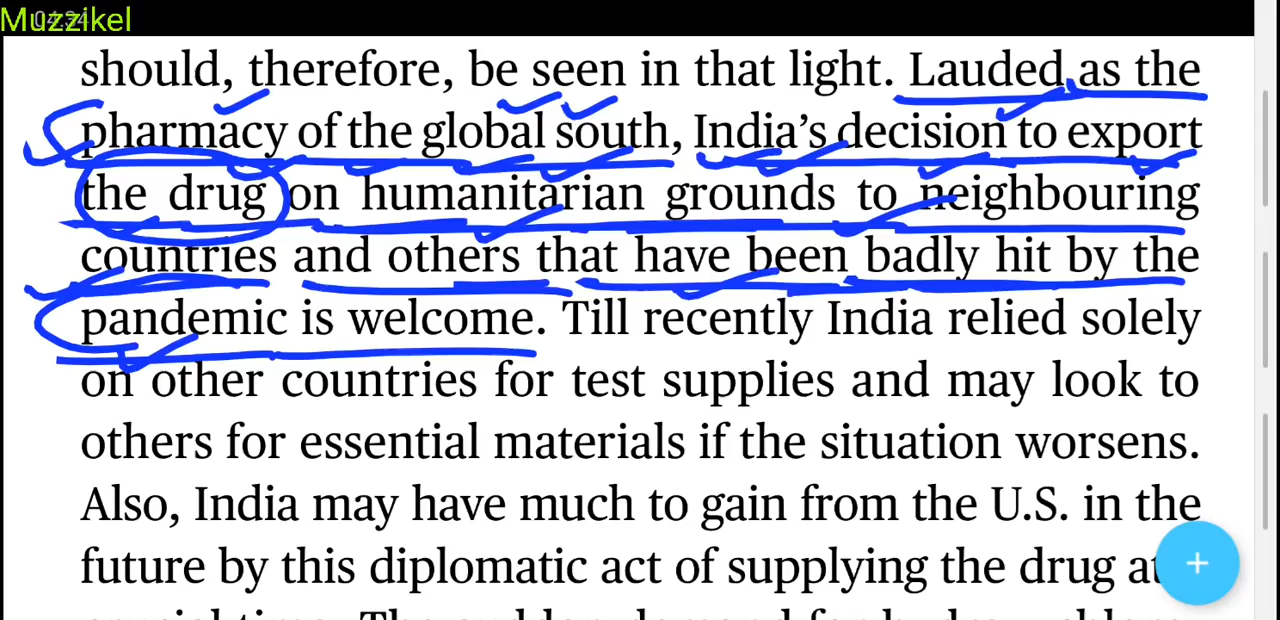 Muzzikel
04:34
should, therefore, be seen in that light. Lauded as the
pharmacy of the global south, India's decision to export
the drug on humanitarian grounds to neighbouring
countries and others that have been badly hit by the
pandemic is welcome. Till recently India relied solely
on other countries for test supplies and may look to
others for essential materials if the situation worsens.
Also, India may have much to gain from the U.S. in the
future by this diplomatic act of supplying the drug at